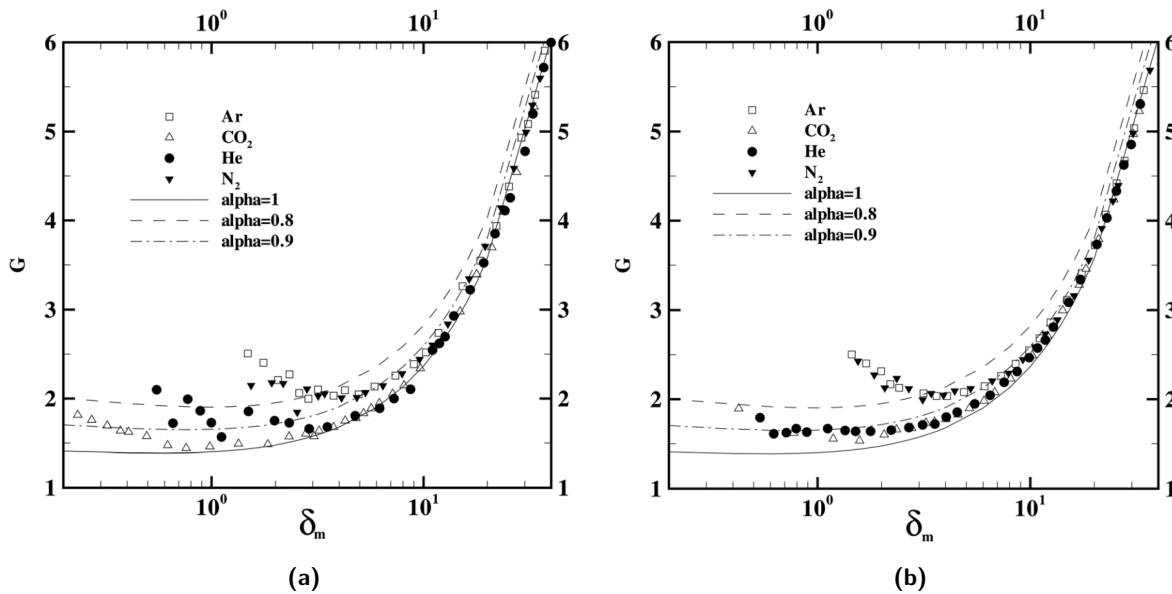 10⁰ 10¹
6 6
5 5
4 4
3 3
2 2
1 1
10⁰ 10¹
G
δₘ
Ar
CO₂
He
N₂
alpha=1
alpha=0.8
alpha=0.9
(a)
10⁰ 10¹
6 6
5 5
4 4
3 3
2 2
1 1
10⁰ 10¹
G
δₘ
Ar
CO₂
He
N₂
alpha=1
alpha=0.8
alpha=0.9
(b)